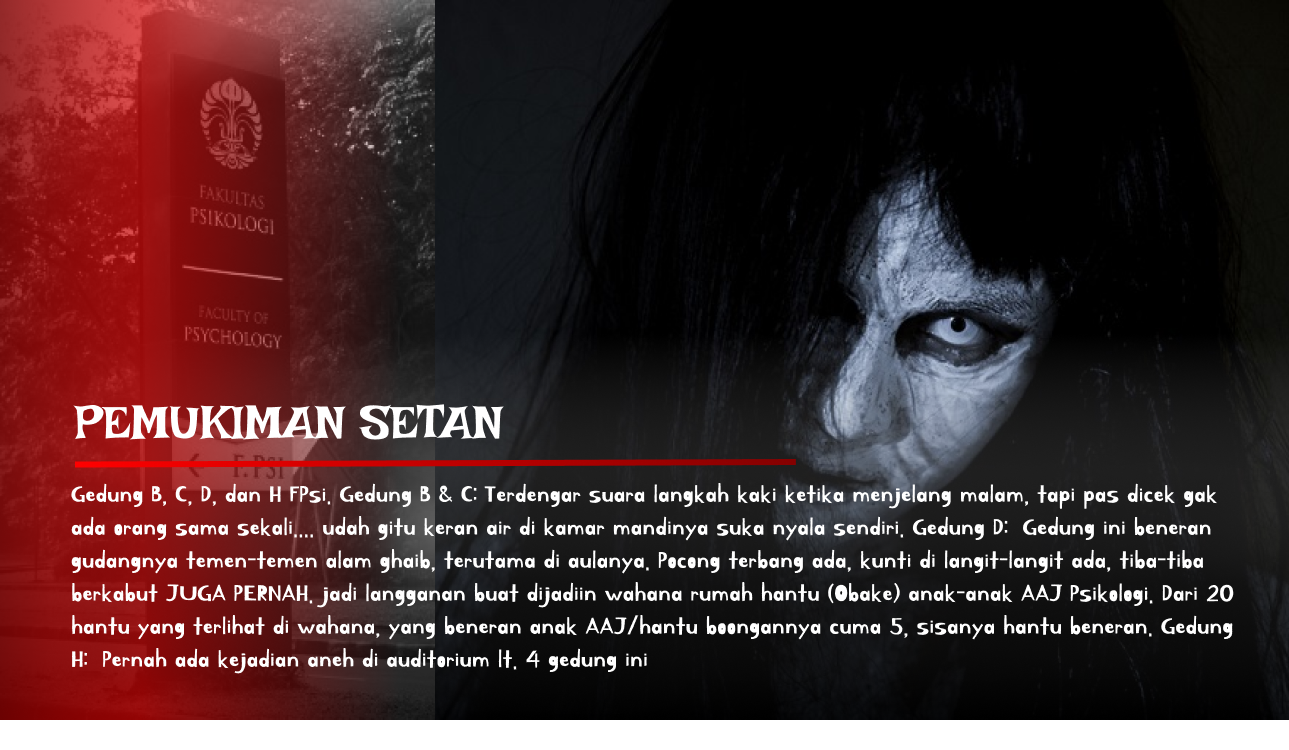 FAKULTAS
PSIKOLOGI
FACULTY OF
PSYCHOLOGY
PEMUKIMAN SETAN
F.PSI
Gedung B, C, D, dan H FPsi. Gedung B & C: Terdengar suara langkah kaki ketika menjelang malam, tapi pas dicek gak
ada orang sama sekali.... udah gitu keran air di kamar mandinya suka nyala sendiri. Gedung D: Gedung ini beneran
gudangnya temen-temen alam ghaib, terutama di aulanya. Pocong terbang ada, kunti di langit-langit ada, tiba-tiba
berkabut JUGA PERNAH. jadi langganan buat dijadiin wahana rumah hantu (Obake) anak-anak AAJ Psikologi. Dari 20
hantu yang terlihat di wahana, yang beneran anak AAJ/hantu boongannya cuma 5, sisanya hantu beneran. Gedung
H: Pernah ada kejadian aneh di auditorium lt. 4 gedung ini